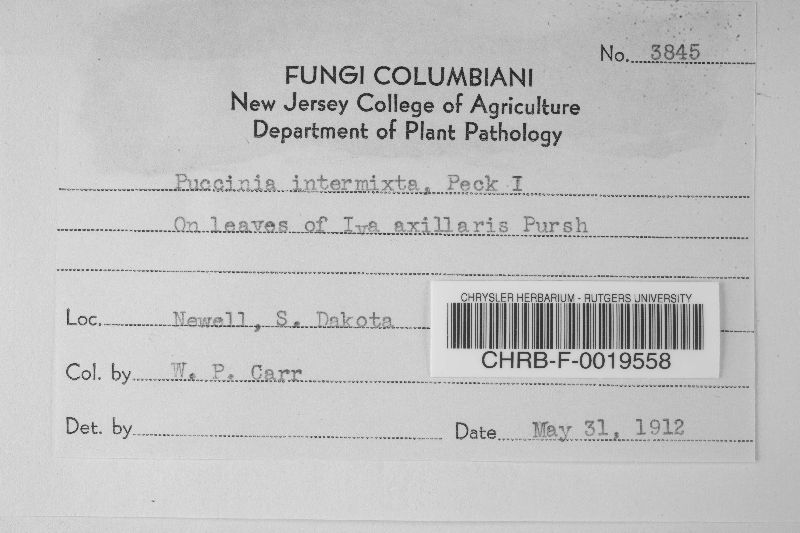 No. 3845
FUNGI COLUMBIANI
New Jersey College of Agriculture
Department of Plant Pathology
Puccinia intermixta, Peck I
On leaves of Iva axillaris Pursh
Loc. Newell, S. Dakota
CHRYSLER HERBARIUM - RUTGERS UNIVERSITY
CHRB-F-0019558
Col. by W. P. Carr
Det. by
Date May 31, 1912